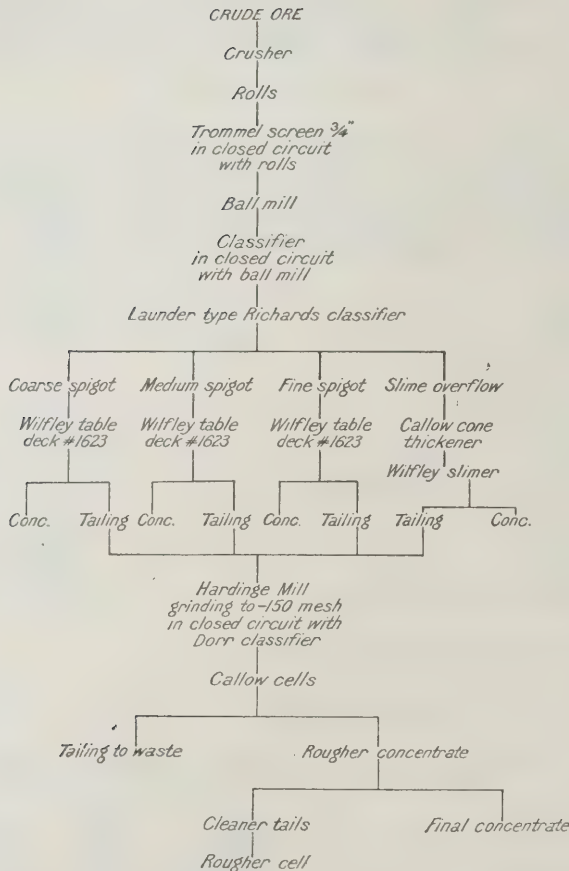 CRUDE ORE
Crusher
Rolls
Trommel screen 3/4"
in closed circuit
with rolls
Ball mill
Classifier
in closed circuit
with ball mill
Launder type Richards classifier
Coarse spigot
Medium spigot
Fine spigot
Slime overflow
Wilfley table
deck #1623
Wilfley table
deck #1623
Wilfley table
deck #1623
Callow cone
thickener
Wilfley slimer
Conc.
Tailing
Conc.
Tailing
Conc.
Tailing
Tailing
Conc.
Hardinge Mill
grinding to -150 mesh
in closed circuit with
Dorr classifier
Callow cells
Tailing to waste
Rougher concentrate
Cleaner tails
Final concentrate
Rougher cell